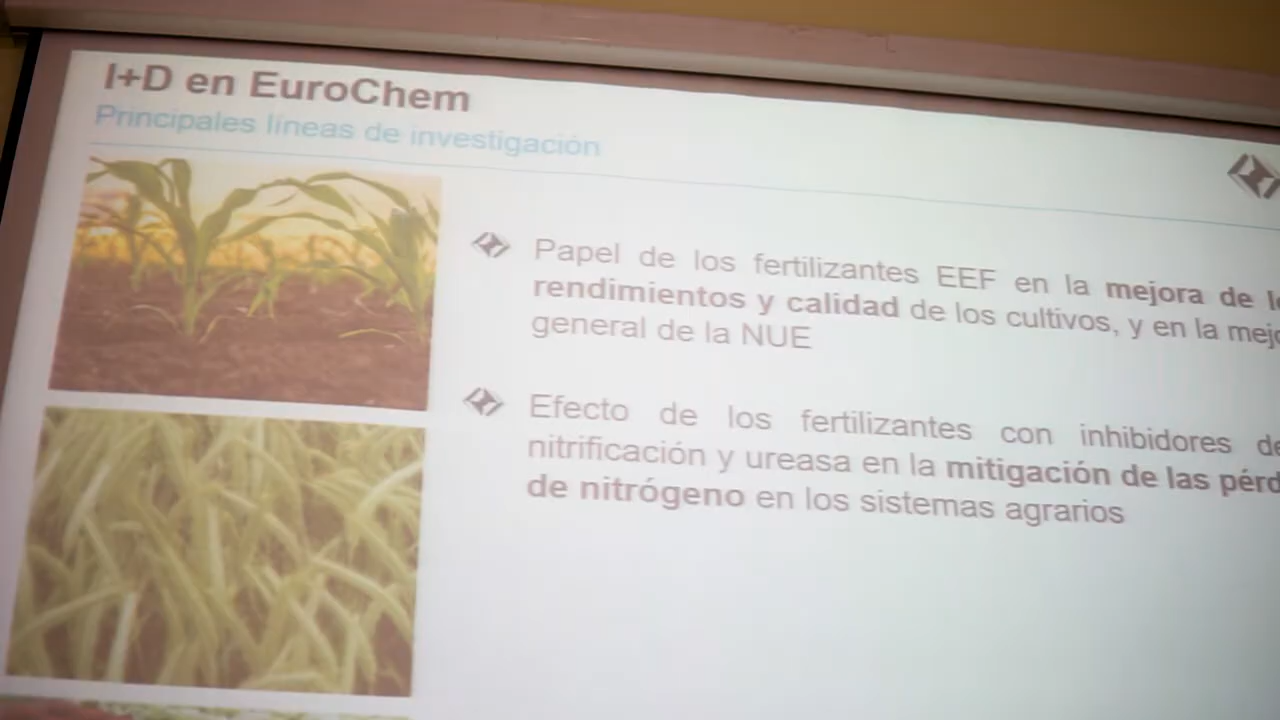 I+D en EuroChem
Principales líneas de investigación
Papel de los fertilizantes EEF en la mejora de
rendimientos y calidad de los cultivos, y en la
general de la NUE
Efecto de los fertilizantes con inhibidores
nitrificación y ureasa en la mitigación de las
de nitrógeno en los sistemas agrarios